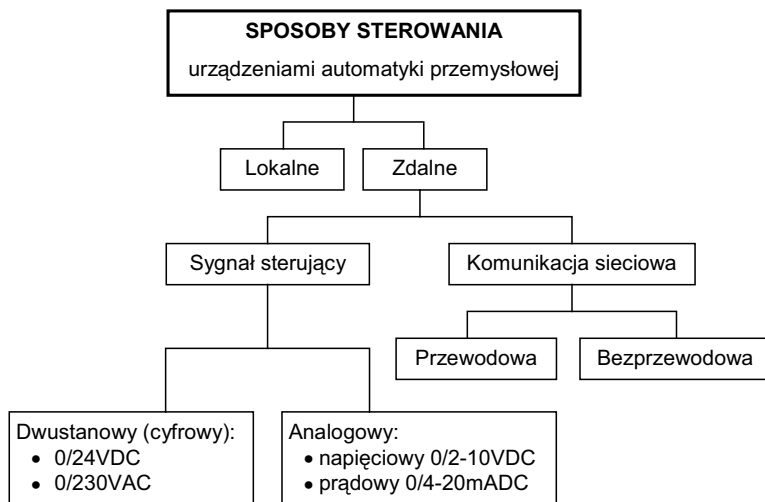 SPOSOBY STEROWANIA
urządzeniami automatyki przemysłowej
Lokalne
Zdalne
Sygnał sterujący
Komunikacja sieciowa
Przewodowa
Bezprzewodowa
Dwustanowy (cyfrowy):
• 0/24VDC
• 0/230VAC
Analogowy:
• napięciowy 0/2-10VDC
• prądowy 0/4-20mADC